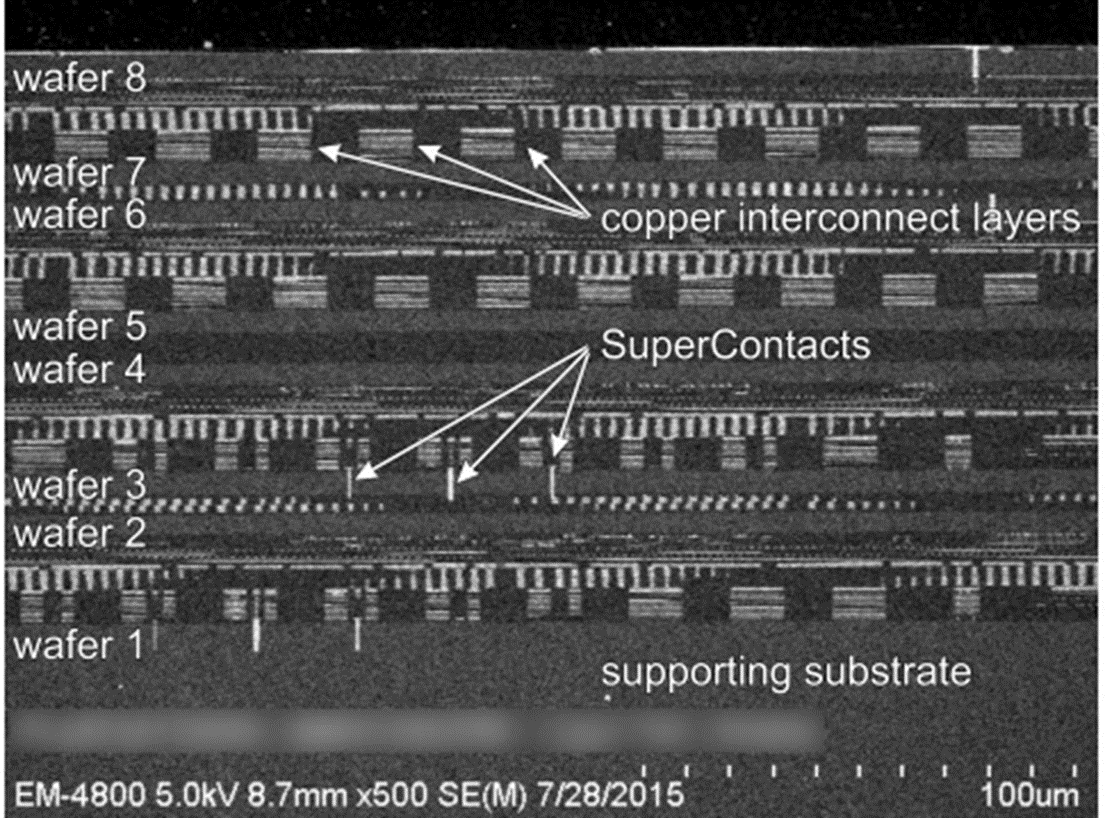 wafer 8
wafer 7
wafer 6
copper interconnect layers
wafer 5
SuperContacts
wafer 4
wafer 3
wafer 2
wafer 1
supporting substrate
EM-4800 5.0kV 8.7mm x500 SE(M) 7/28/2015
100um